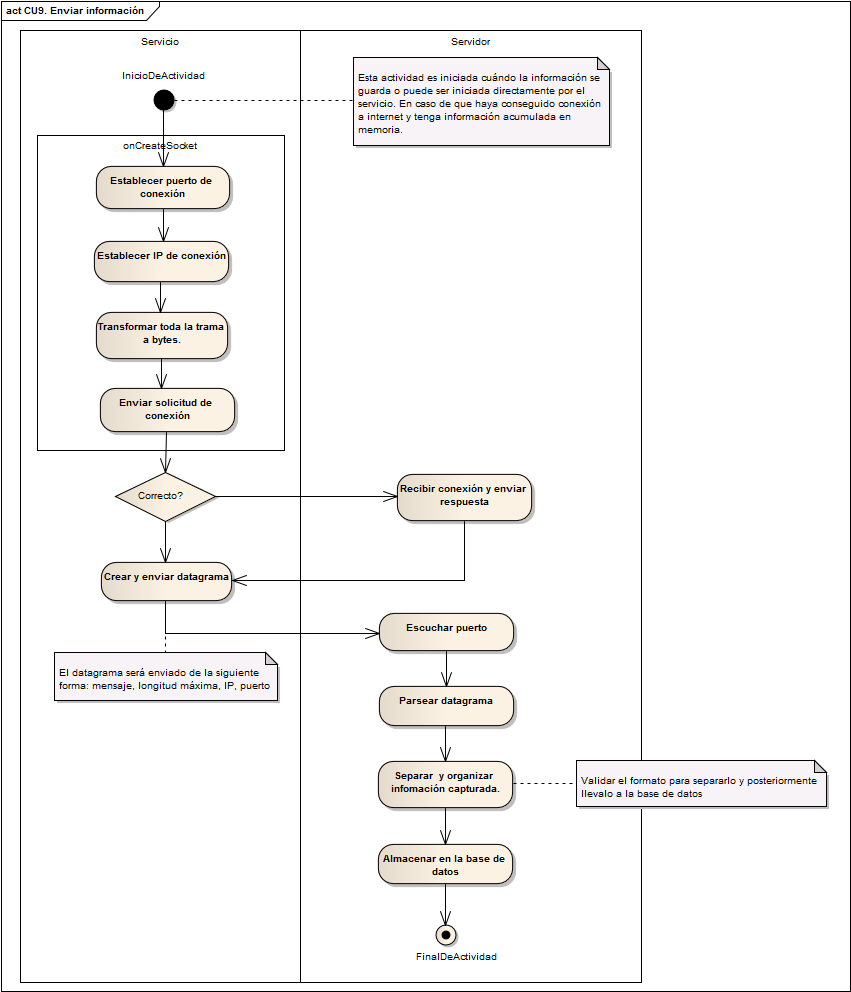 act CU9. Enviar información
Servicio
Servidor
InicioDeActividad
Esta actividad es iniciada cuándo la información se
guarda o puede ser iniciada directamente por el
servicio. En caso de que haya conseguido conexión
a internet y tenga información acumulada en
memoria.
onCreateSocket
Establecer puerto de
conexión
Establecer IP de conexión
Transformar toda la trama
a bytes.
Enviar solicitud de
conexión
Correcto?
Recibir conexión y enviar
respuesta
Crear y enviar datagrama
Escuchar puerto
El datagrama será enviado de la siguiente
forma: mensaje, longitud máxima, IP, puerto
Parsear datagrama
Separar y organizar
infomación capturada.
Validar el formato para separarlo y posteriormente
llevalo a la base de datos
Almacenar en la base de
datos
FinalDeActividad